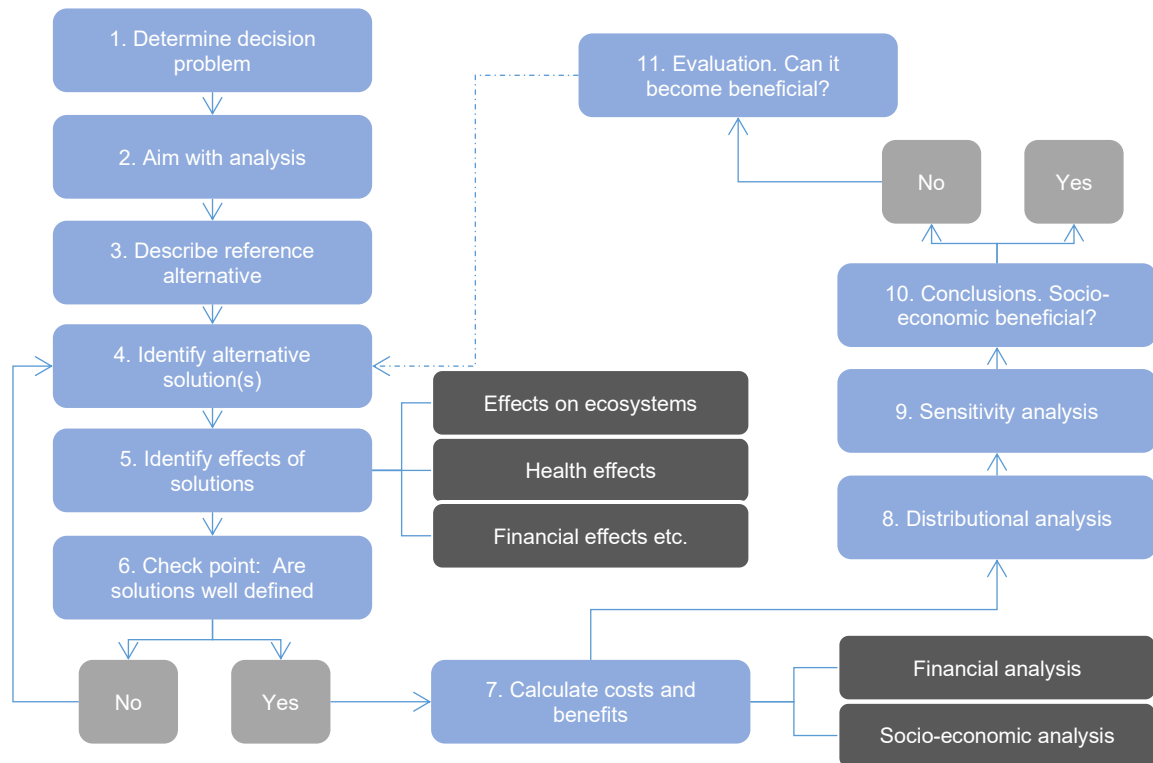 1. Determine decision
problem
2. Aim with analysis
3. Describe reference
alternative
4. Identify alternative
solution(s)
5. Identify effects of
solutions
Effects on ecosystems
Health effects
Financial effects etc.
6. Check point:  Are
solutions well defined
No
Yes
7. Calculate costs and
benefits
Financial analysis
Socio-economic analysis
8. Distributional analysis
9. Sensitivity analysis
10. Conclusions. Socio-
economic beneficial?
No
Yes
11. Evaluation. Can it
become beneficial?